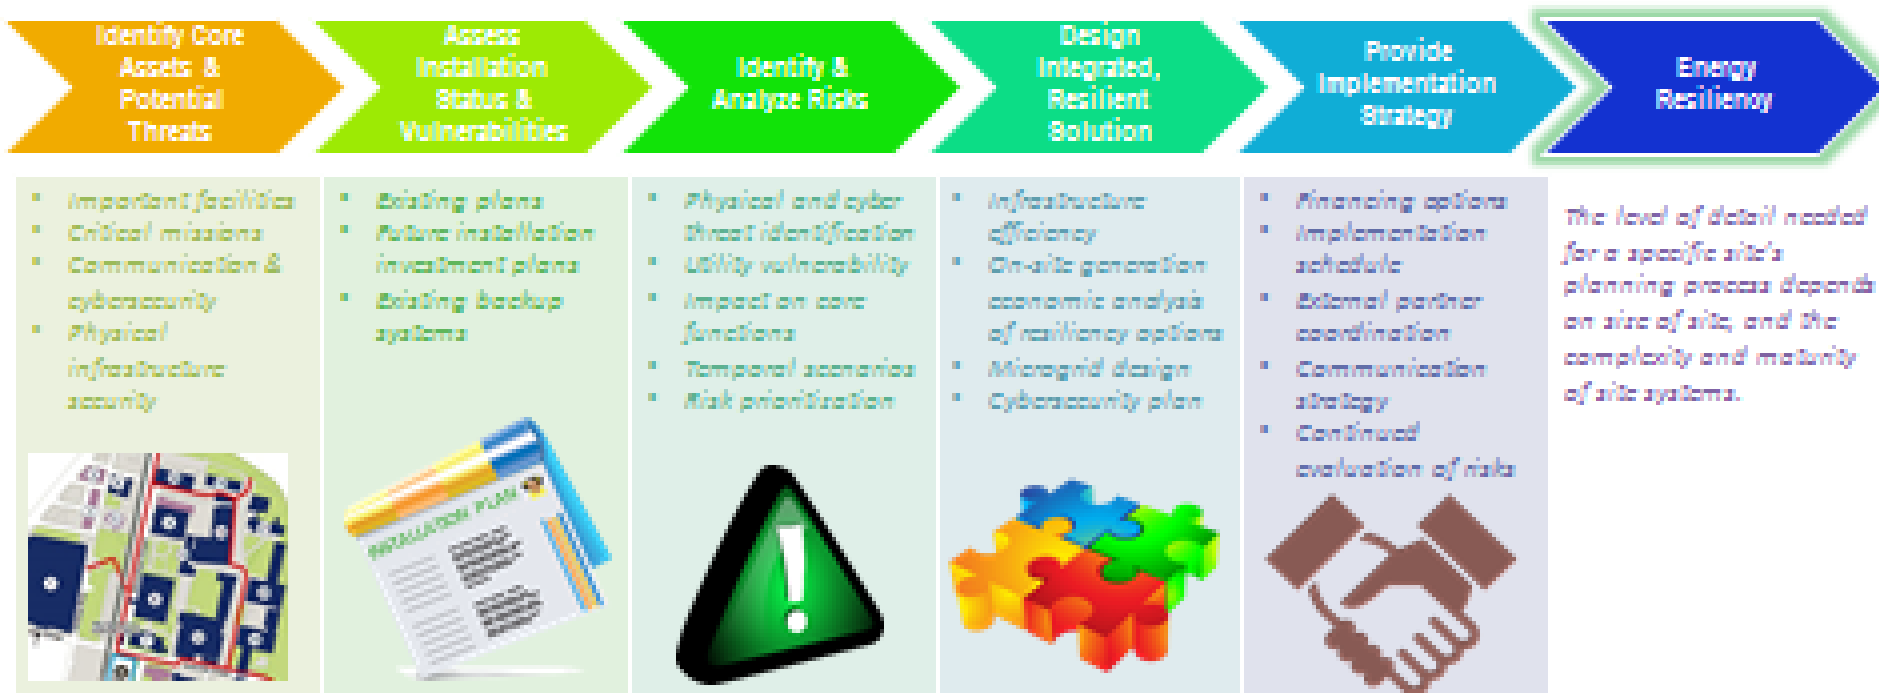 Identify Core
Assets &
Potential
Threats
Assess
Installation
Status &
Vulnerabilities
Identify &
Analyze Risks
Design
Integrated,
Resilient
Solution
Provide
Implementation
Strategy
Energy
Resiliency
▪ Important facilities
▪ Critical missions
▪ Communication &
cybersecurity
▪ Physical
infrastructure
security
▪ Existing plans
▪ Future installation
investment plans
▪ Existing backup
systems
▪ Physical and cyber
threat identification
▪ Utility vulnerability
▪ Impact on core
functions
▪ Temporal scenarios
▪ Risk prioritization
▪ Infrastructure
efficiency
▪ On-site generation
economic analysis
of resiliency options
▪ Microgrid design
▪ Cybersecurity plan
▪ Financing options
▪ Implementation
schedule
▪ External partner
coordination
▪ Communication
strategy
▪ Continued
evaluation of risks
The level of detail needed
for a specific site's
planning process depends
on size of site, and the
complexity and maturity
of site systems.
INSTALLATION PLAN